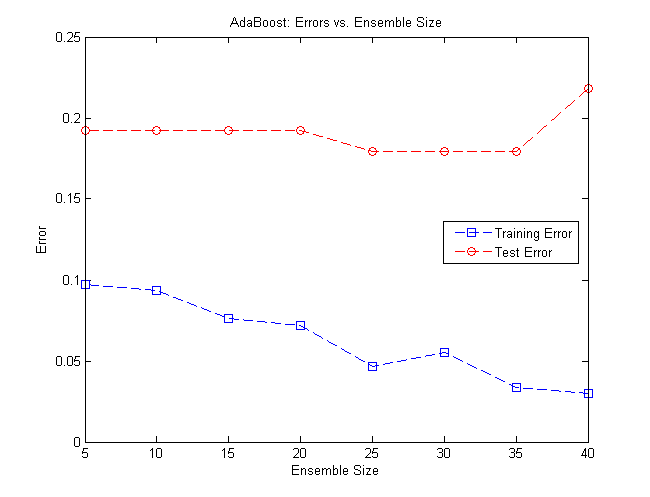 AdaBoost: Errors vs. Ensemble Size
0.25
0.2
0.15
0.1
0.05
0
Error
Training Error
Test Error
5 10 15 20 25 30 35 40
Ensemble Size